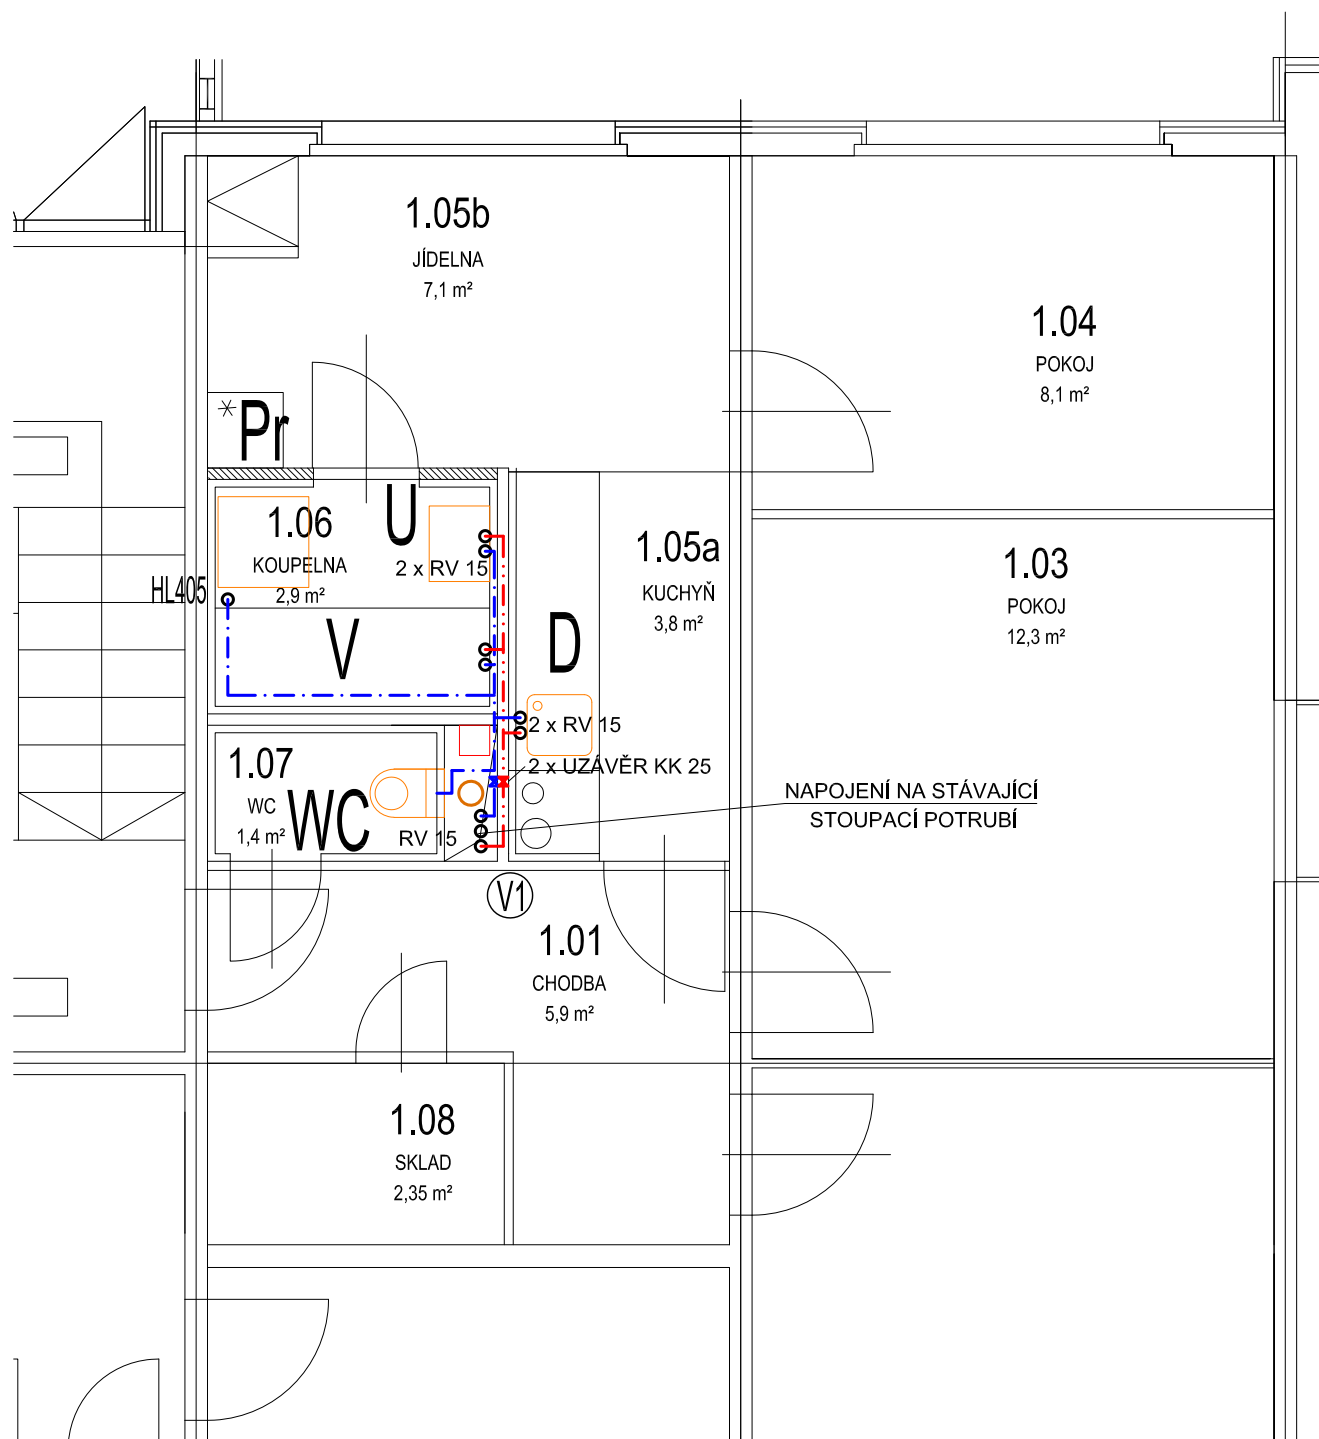 1.05b
JÍDELNA
7,1 m²
1.04
POKOJ
8,1 m²
*Pr
U
1.06
KOUPELNA
2,9 m²
2 x RV 15
HL405
V
1.05a
KUCHYŇ
3,8 m²
D
1.03
POKOJ
12,3 m²
2 x RV 15
2 x UZÁVĚR KK 25
1.07
WC
1,4 m²
WC
RV 15
NAPOJENÍ NA STÁVAJÍCÍ
STOUPACÍ POTRUBÍ
V1
1.01
CHODBA
5,9 m²
1.08
SKLAD
2,35 m²